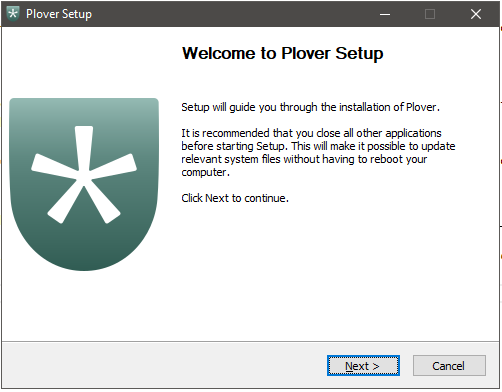 Plover Setup
Welcome to Plover Setup
Setup will guide you through the installation of Plover.
It is recommended that you close all other applications
before starting Setup. This will make it possible to update
relevant system files without having to reboot your
computer.
Click Next to continue.
Next >
Cancel